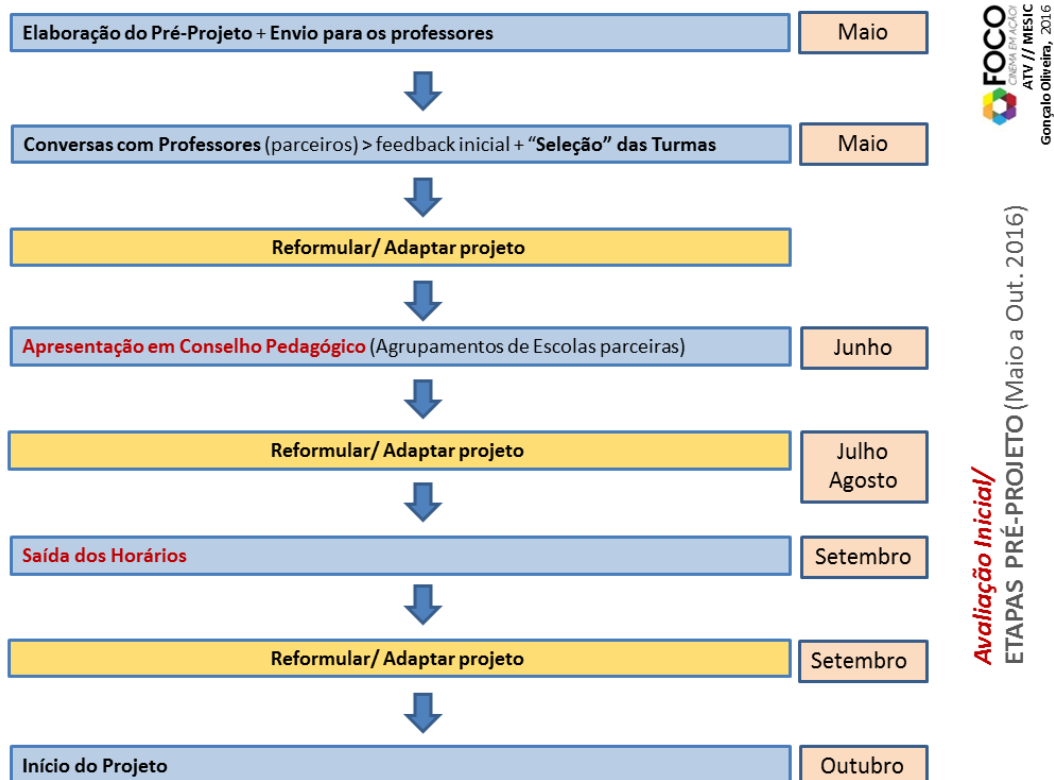 Elaboração do Pré-Projeto + Envio para os professores
Maio
Conversas com Professores (parceiros) > feedback inicial + “Seleção” das Turmas
Maio
Reformular/ Adaptar projeto
Apresentação em Conselho Pedagógico (Agrupamentos de Escolas parceiras)
Junho
Reformular/ Adaptar projeto
Julho
Agosto
Saída dos Horários
Setembro
Reformular/ Adaptar projeto
Setembro
Início do Projeto
Outubro
FOCO
CINEMA EM AÇÃO!
ATV // MESIC
Gonçalo Oliveira, 2016
Avaliação Inicial/
ETAPAS PRÉ-PROJETO (Maio a Out. 2016)